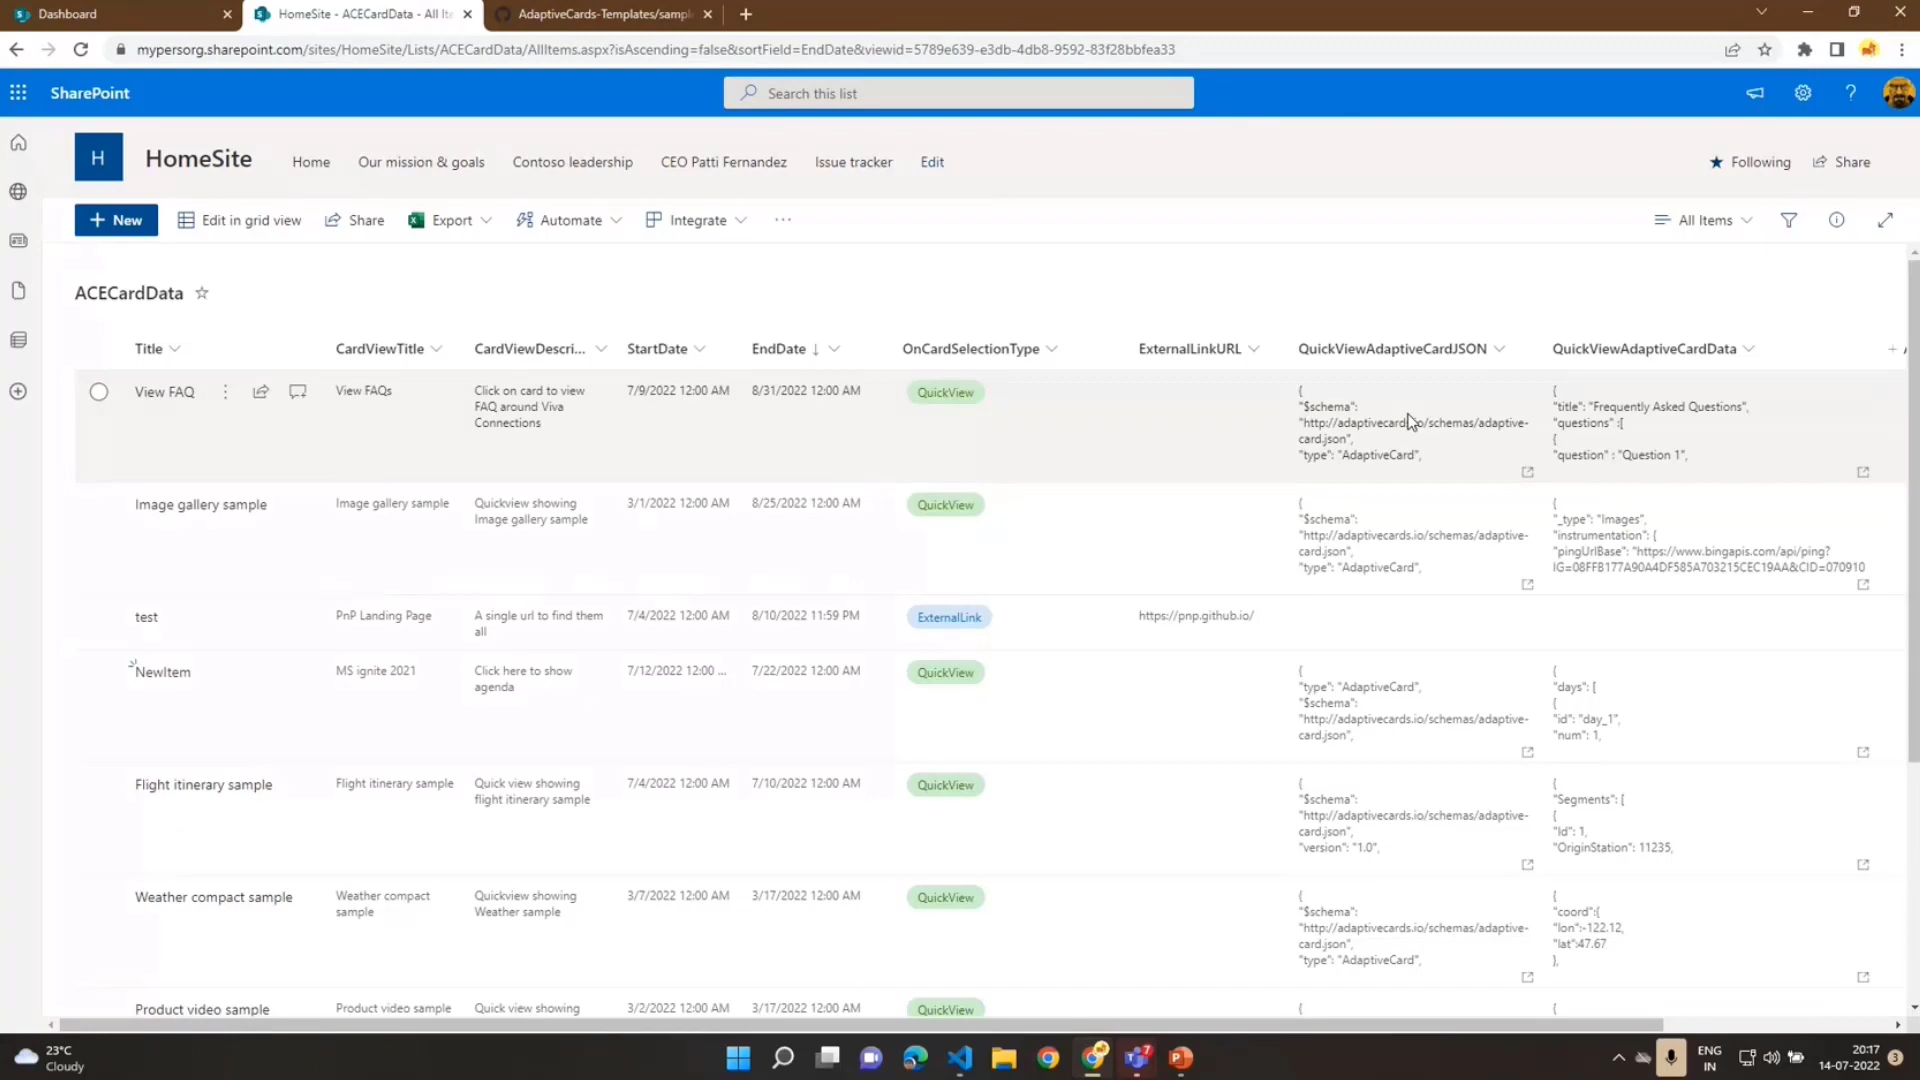 Dashboard
HomeSite - ACECardData - All Ite
AdaptiveCards-Templates/sampl
mypersorg.sharepoint.com/sites/HomeSite/Lists/ACECardData/AllItems.aspx?isAscending=false&sortField=EndDate&viewid=5789e639-e3db-4db8-9592-83f28bbfea33
SharePoint
Search this list
H
HomeSite
Home
Our mission & goals
Contoso leadership
CEO Patti Fernandez
Issue tracker
Edit
Following
Share
New
Edit in grid view
Share
Export
Automate
Integrate
All Items
ACECardData
Title
CardViewTitle
CardViewDescri...
StartDate
EndDate
OnCardSelectionType
ExternalLinkURL
QuickViewAdaptiveCardJSON
QuickViewAdaptiveCardData
View FAQ
View FAQs
Click on card to view
FAQ around Viva
Connections
7/9/2022 12:00 AM
8/31/2022 12:00 AM
QuickView
{
"$schema":
"http://adaptivecards.io/schemas/adaptive-
card.json",
"type": "AdaptiveCard",
{
"title": "Frequently Asked Questions",
"questions" :[
{
"question" : "Question 1",
Image gallery sample
Image gallery sample
Quickview showing
Image gallery sample
3/1/2022 12:00 AM
8/25/2022 12:00 AM
QuickView
{
"$schema":
"http://adaptivecards.io/schemas/adaptive-
card.json",
"type": "AdaptiveCard",
{
"_type": "Images",
"instrumentation": {
"pingUrlBase": "https://www.bingapis.com/api/ping?
IG=08FFB177A90A4DF585A703215CEC19AA&CID=070910
test
PnP Landing Page
A single url to find them
all
7/4/2022 12:00 AM
8/10/2022 11:59 PM
ExternalLink
https://pnp.github.io/
NewItem
MS ignite 2021
Click here to show
agenda
7/12/2022 12:00 ...
7/22/2022 12:00 AM
QuickView
{
"type": "AdaptiveCard",
"$schema":
"http://adaptivecards.io/schemas/adaptive-
card.json",
{
"days": [
{
"id": "day_1",
"num": 1,
Flight itinerary sample
Flight itinerary sample
Quick view showing
flight itinerary sample
7/4/2022 12:00 AM
7/10/2022 12:00 AM
QuickView
{
"$schema":
"http://adaptivecards.io/schemas/adaptive-
card.json",
"version": "1.0",
{
"Segments": [
{
"Id": 1,
"OriginStation": 11235,
Weather compact sample
Weather compact
sample
Quickview showing
Weather sample
3/7/2022 12:00 AM
3/17/2022 12:00 AM
QuickView
{
"$schema":
"http://adaptivecards.io/schemas/adaptive-
card.json",
"type": "AdaptiveCard",
{
"coord":{
"lon":-122.12,
"lat":47.67
},
Product video sample
Product video sample
Quick view showing
3/2/2022 12:00 AM
3/17/2022 12:00 AM
QuickView
{
{
23°C
Cloudy
7
ENG
IN
20:17
14-07-2022
3